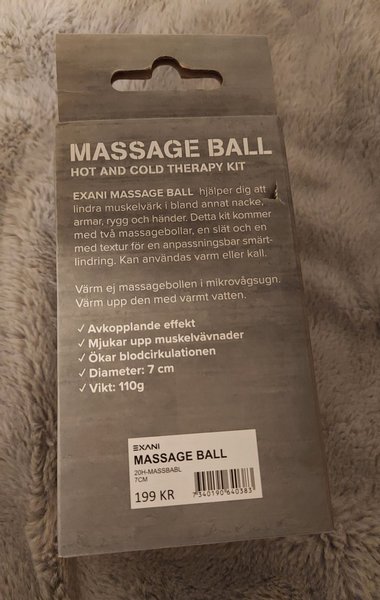 MASSAGE BALL
HOT AND COLD THERAPY KIT
EXANI MASSAGE BALL hjälper dig att
lindra muskelvärk i bland annat nacke,
armar, rygg och händer. Detta kit kommer
med två massagebollar, en slät och en
med textur för en anpassningsbar smärt-
lindring. Kan användas varm eller kall.
Värm ej massagebollen i mikrovågsugn.
Värm upp den med varmt vatten.
✓ Avkopplande effekt
✓ Mjukar upp muskelvävnader
✓ Ökar blodcirkulationen
✓ Diameter: 7 cm
✓ Vikt: 110g
EXANI
MASSAGE BALL
20H-MASSBABL
7CM
199 KR
7340190640383